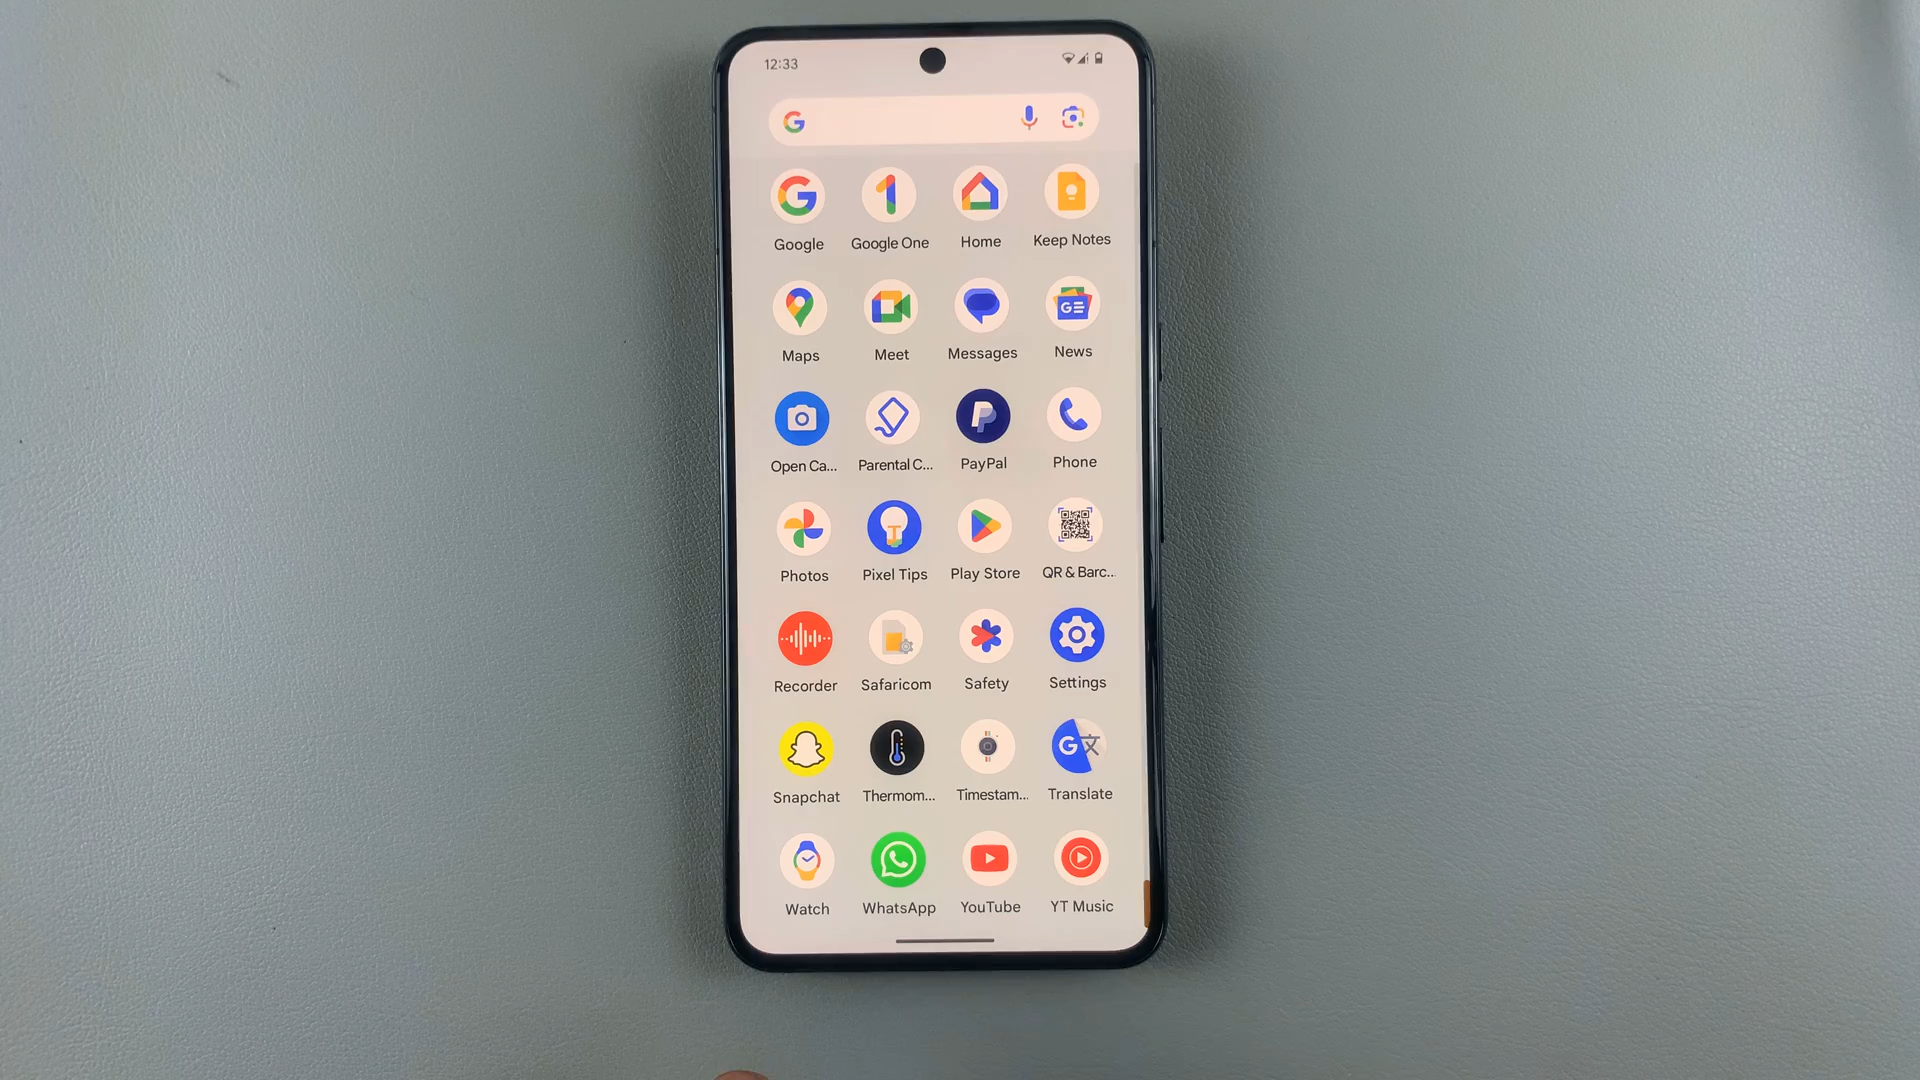 12:33
Google Google One Home Keep Notes
Maps Meet Messages News
GE
Open Ca... Parental C... PayPal Phone
Photos Pixel Tips Play Store QR & Barc...
Recorder Safaricom Safety Settings
Snapchat Thermom... Timestam... Translate
Watch WhatsApp YouTube YT Music